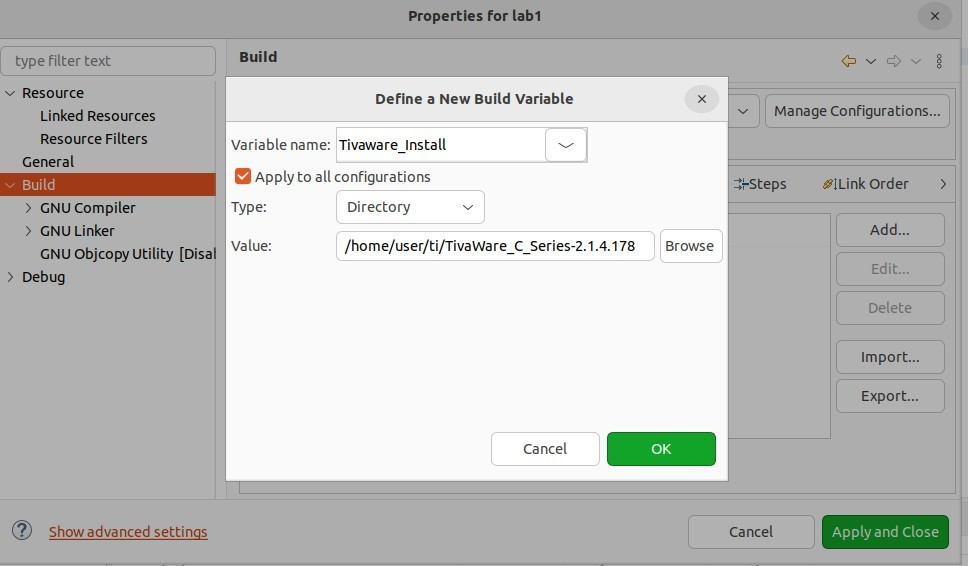 Properties for lab1
type filter text
Build
Resource
Linked Resources
Resource Filters
General
Build
GNU Compiler
GNU Linker
GNU Objcopy Utility [Disal
Debug
Manage Configurations...
Steps
Link Order
Define a New Build Variable
Variable name: Tivaware_Install
Apply to all configurations
Type: Directory
Value: /home/user/ti/TivaWare_C_Series-2.1.4.178 Browse
Cancel OK
Add...
Edit...
Delete
Import...
Export...
? Show advanced settings
Cancel Apply and Close